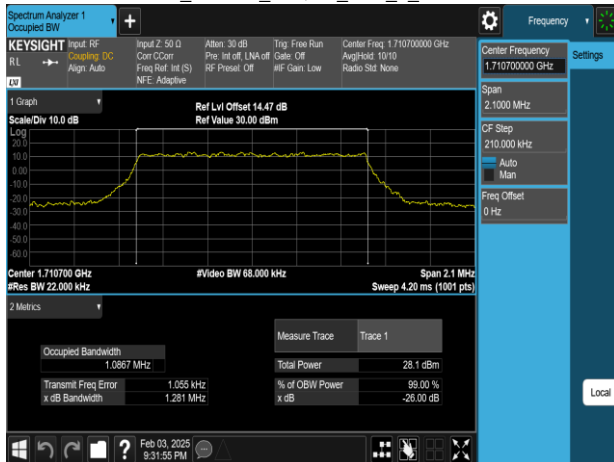 Spectrum Analyzer 1
Occupied BW
Frequency
KEYSIGHT
Input: RF
Coupling: DC
Align: Auto
RL
LXI
Input Z: 50 Ω
Corr CCorr
Freq Ref: Int (S)
NFE: Adaptive
Atten: 30 dB
Pre: Int off, LNA off
RF Presel: Off
Trig: Free Run
Gate: Off
#IF Gain: Low
Center Freq: 1.710700000 GHz
Avg|Hold: 10/10
Radio Std: None
Center Frequency
1.710700000 GHz
Settings
Span
2.1000 MHz
CF Step
210.000 kHz
Auto
Man
Freq Offset
0 Hz
1 Graph
Scale/Div 10.0 dB
Ref Lvl Offset 14.47 dB
Ref Value 30.00 dBm
Log
20.0
10.0
0.00
-10.0
-20.0
-30.0
-40.0
-50.0
-60.0
Center 1.710700 GHz
#Res BW 22.000 kHz
#Video BW 68.000 kHz
Span 2.1 MHz
Sweep 4.20 ms (1001 pts)
2 Metrics
Measure Trace Trace 1
Occupied Bandwidth
1.0867 MHz
Total Power 28.1 dBm
Transmit Freq Error 1.055 kHz
% of OBW Power 99.00 %
x dB Bandwidth 1.281 MHz
x dB -26.00 dB
Local
Feb 03, 2025
9:31:55 PM